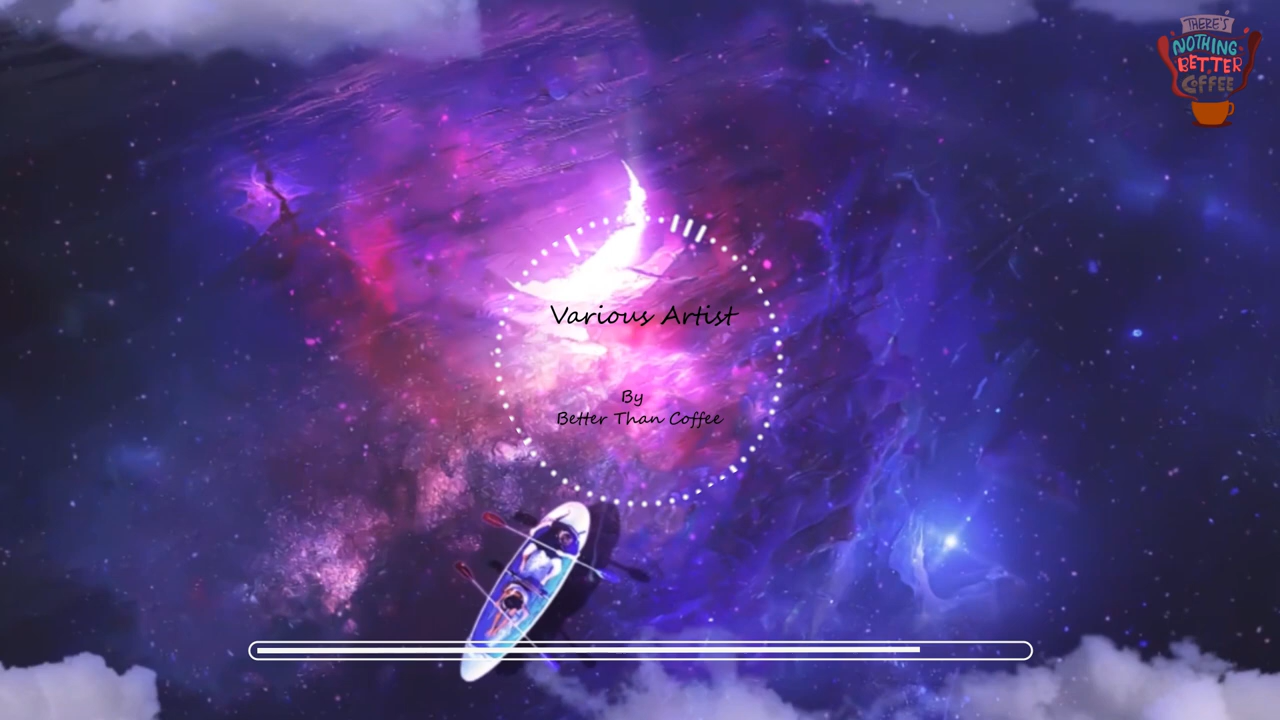 THERE'S
NOTHING
BETTER
COFFEE
Various Artist
By
Better Than Coffee